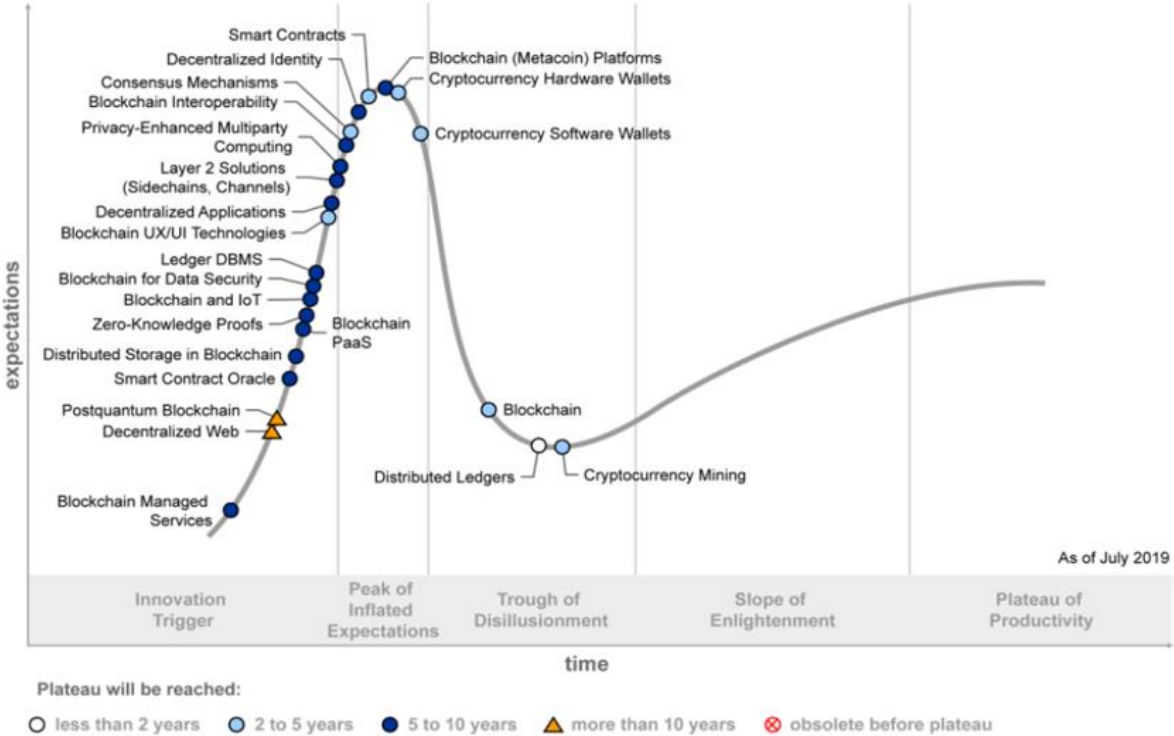 Smart Contracts
Decentralized Identity
Consensus Mechanisms
Blockchain Interoperability
Privacy-Enhanced Multiparty
Computing
Layer 2 Solutions
(Sidechains, Channels)
Decentralized Applications
Blockchain UX/UI Technologies
Ledger DBMS
Blockchain for Data Security
Blockchain and IoT
Zero-Knowledge Proofs
Blockchain
PaaS
Distributed Storage in Blockchain
Smart Contract Oracle
Postquantum Blockchain
Decentralized Web
Blockchain Managed
Services
Blockchain (Metacoin) Platforms
Cryptocurrency Hardware Wallets
Cryptocurrency Software Wallets
Blockchain
Distributed Ledgers
Cryptocurrency Mining
expectations
As of July 2019
Innovation
Trigger
Peak of
Inflated
Expectations
Trough of
Disillusionment
Slope of
Enlightenment
Plateau of
Productivity
time
Plateau will be reached:
less than 2 years
2 to 5 years
5 to 10 years
more than 10 years
obsolete before plateau